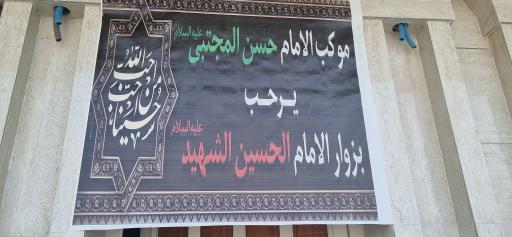 موكب الامام حسن المجتبى عليه السلام
يرحب
بزوار الامام الحسين الشهيد عليه السلام
احب الله من احب حسينا